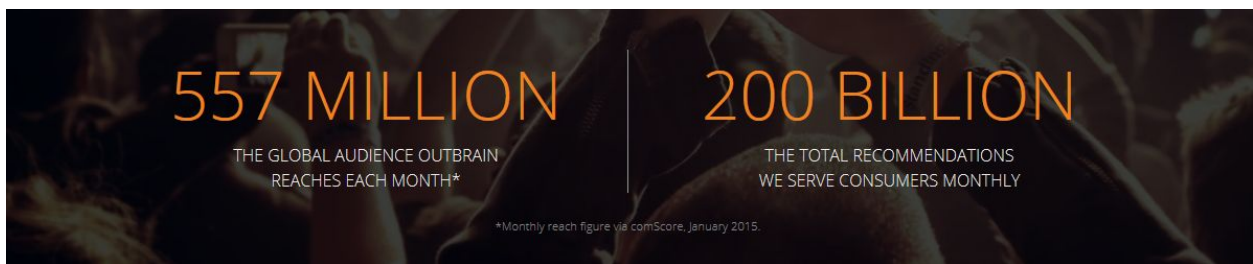 557 MILLION
THE GLOBAL AUDIENCE OUTBRAIN
REACHES EACH MONTH*
200 BILLION
THE TOTAL RECOMMENDATIONS
WE SERVE CONSUMERS MONTHLY
*Monthly reach figure via comScore, January 2015.